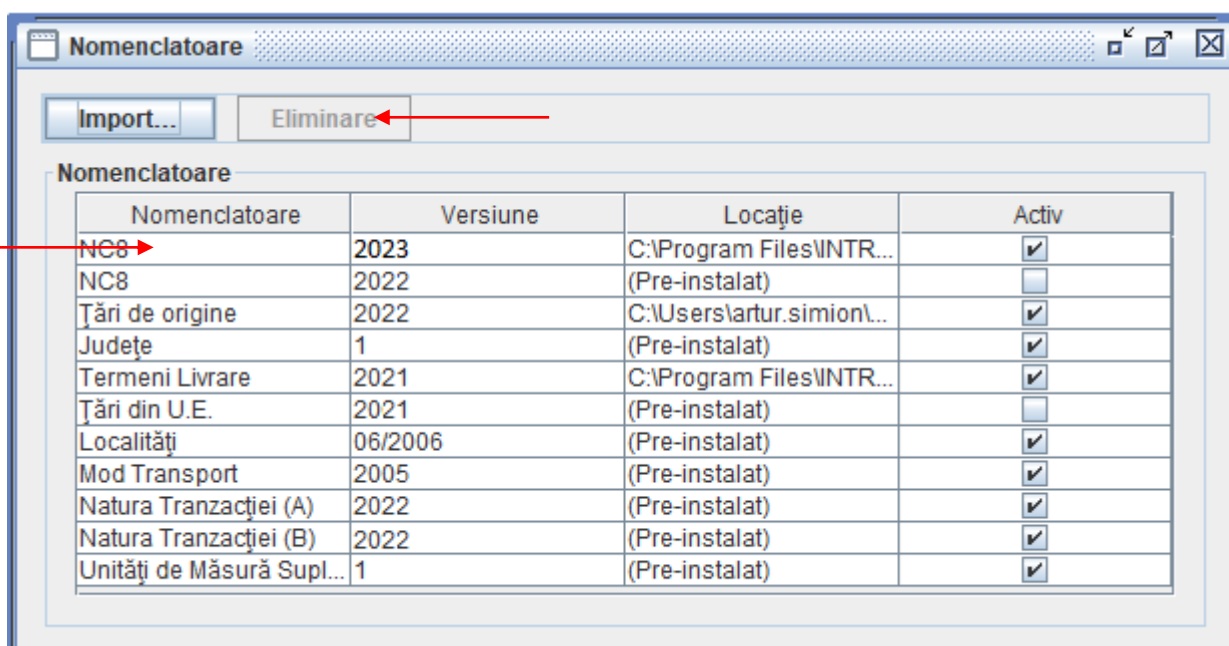 Nomenclatoare
Import... Eliminare
Nomenclatoare
Nomenclatoare Versiune Locaţie Activ
NC8 2023 C:\Program Files\INTR...
NC8 2022 (Pre-instalat)
Ţări de origine 2022 C:\Users\artur.simion\...
Judeţe 1 (Pre-instalat)
Termeni Livrare 2021 C:\Program Files\INTR...
Ţări din U.E. 2021 (Pre-instalat)
Localităţi 06/2006 (Pre-instalat)
Mod Transport 2005 (Pre-instalat)
Natura Tranzacţiei (A) 2022 (Pre-instalat)
Natura Tranzacţiei (B) 2022 (Pre-instalat)
Unităţi de Măsură Supl... 1 (Pre-instalat)